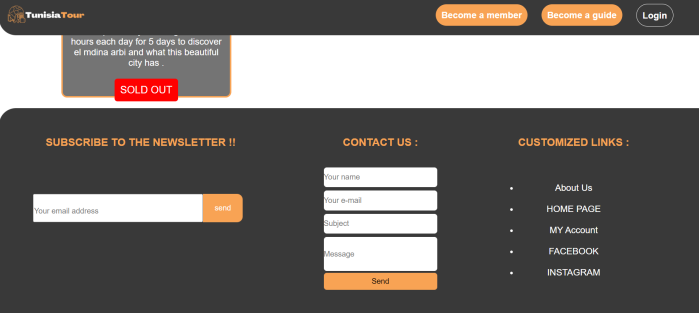 TunisiaTour
Become a member
Become a guide
Login
hours each day for 5 days to discover
el mdina arbi and what this beautiful
city has .
SOLD OUT
SUBSCRIBE TO THE NEWSLETTER !!
Your email address
send
CONTACT US :
Your name
Your e-mail
Subject
Message
Send
CUSTOMIZED LINKS :
About Us
HOME PAGE
MY Account
FACEBOOK
INSTAGRAM